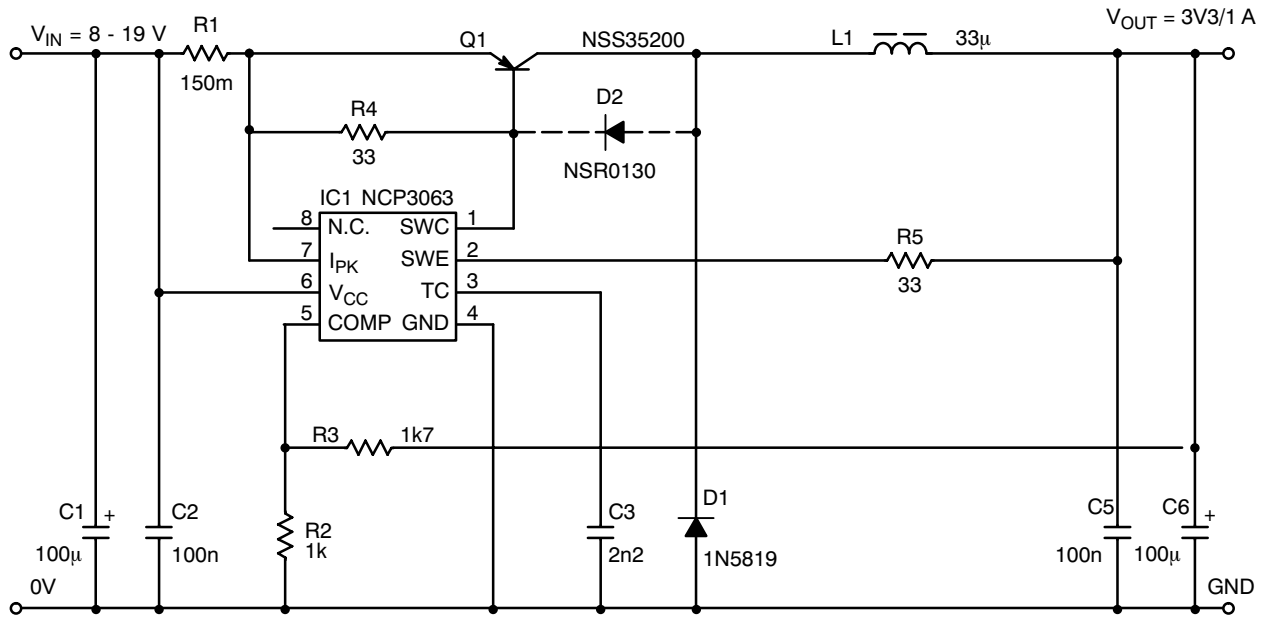 V_IN = 8 - 19 V
R1
150m
Q1
NSS35200
L1
33µ
V_OUT = 3V3/1 A
R4
33
D2
NSR0130
IC1 NCP3063
8 N.C. SWC 1
7 I_PK SWE 2
6 V_CC TC 3
5 COMP GND 4
R5
33
R3 1k7
C1 +
100µ
C2
100n
R2
1k
C3
2n2
D1
1N5819
C5
100n
C6 +
100µ
0V
GND